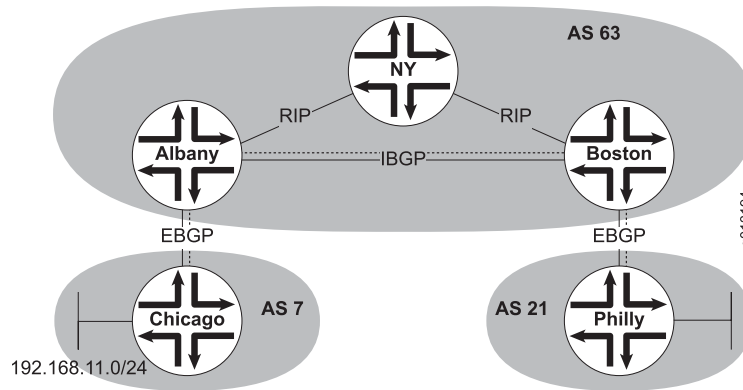 AS 63
NY
RIP
RIP
Albany
IBGP
Boston
EBGP
EBGP
Chicago
AS 7
AS 21
Philly
192.168.11.0/24